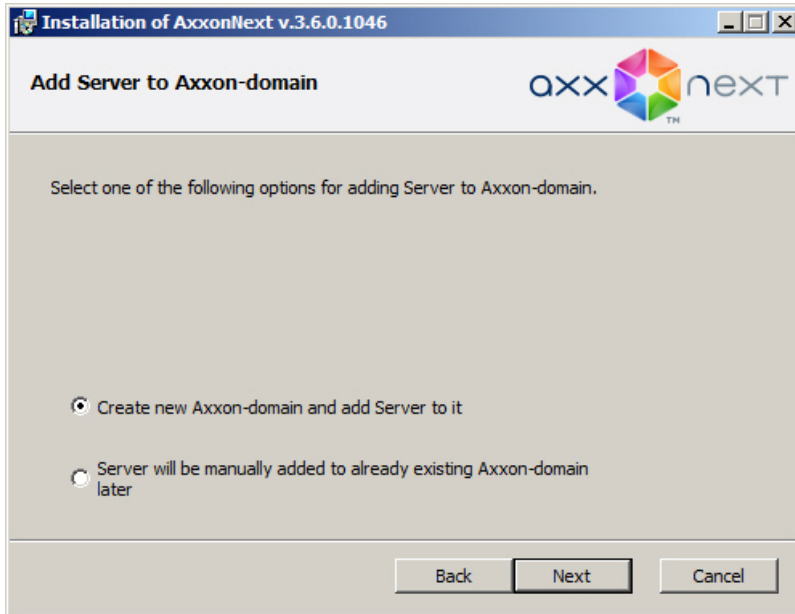 Installation of AxxonNext v.3.6.0.1046
Add Server to Axxon-domain
axx next
TM
Select one of the following options for adding Server to Axxon-domain.
Create new Axxon-domain and add Server to it
Server will be manually added to already existing Axxon-domain
later
Back Next Cancel